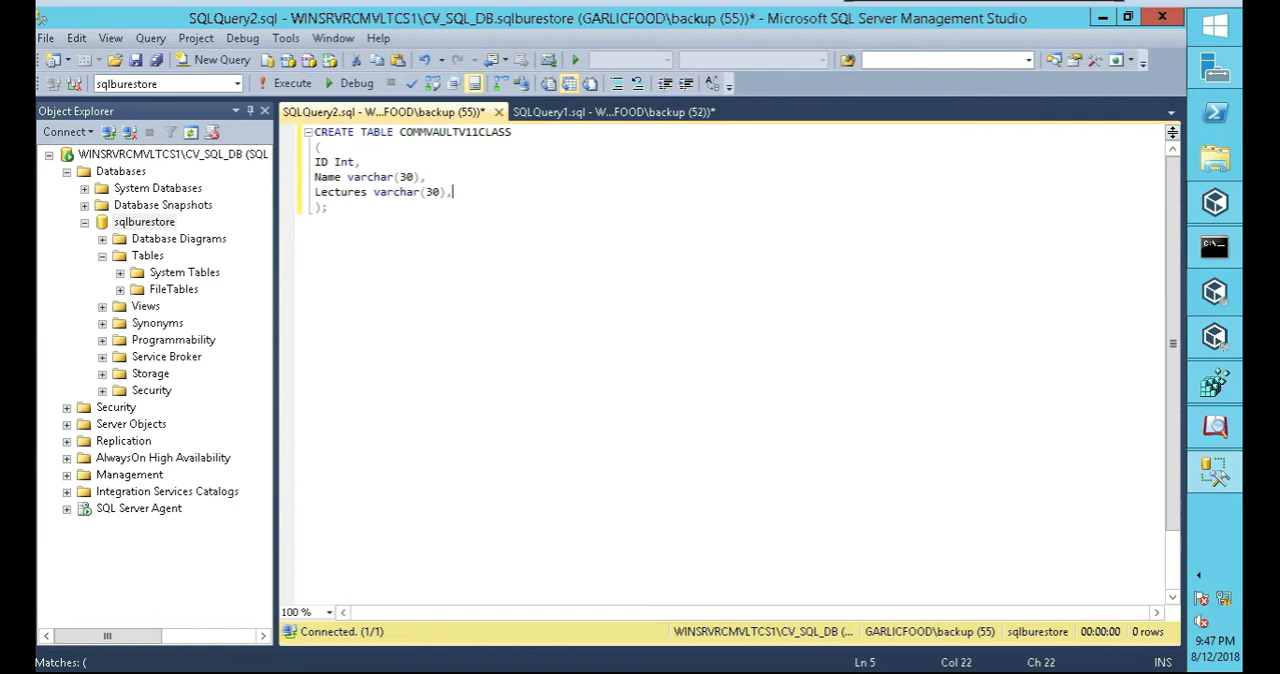 SQLQuery2.sql - WINSRVRCMVLTCS1\CV_SQL_DB.sqlburestore (GARLICFOOD\backup (55))* - Microsoft SQL Server Management Studio
File Edit View Query Project Debug Tools Window Help
New Query
sqlburestore Execute Debug
Object Explorer
SQLQuery2.sql - W...FOOD\backup (55))* SQLQuery1.sql - W...FOOD\backup (52))*
Connect
WINSRVRCMVLTCS1\CV_SQL_DB (SQL
Databases
System Databases
Database Snapshots
sqlburestore
Database Diagrams
Tables
System Tables
FileTables
Views
Synonyms
Programmability
Service Broker
Storage
Security
Security
Server Objects
Replication
AlwaysOn High Availability
Management
Integration Services Catalogs
SQL Server Agent
CREATE TABLE COMMVAULTV11CLASS
(
ID Int,
Name varchar(30),
Lectures varchar(30),
);
100 %
Connected. (1/1) WINSRVRCMVLTCS1\CV_SQL_DB (... GARLICFOOD\backup (55) sqlburestore 00:00:00 0 rows
Matches: ( Ln 5 Col 22 Ch 22 INS
9:47 PM
8/12/2018